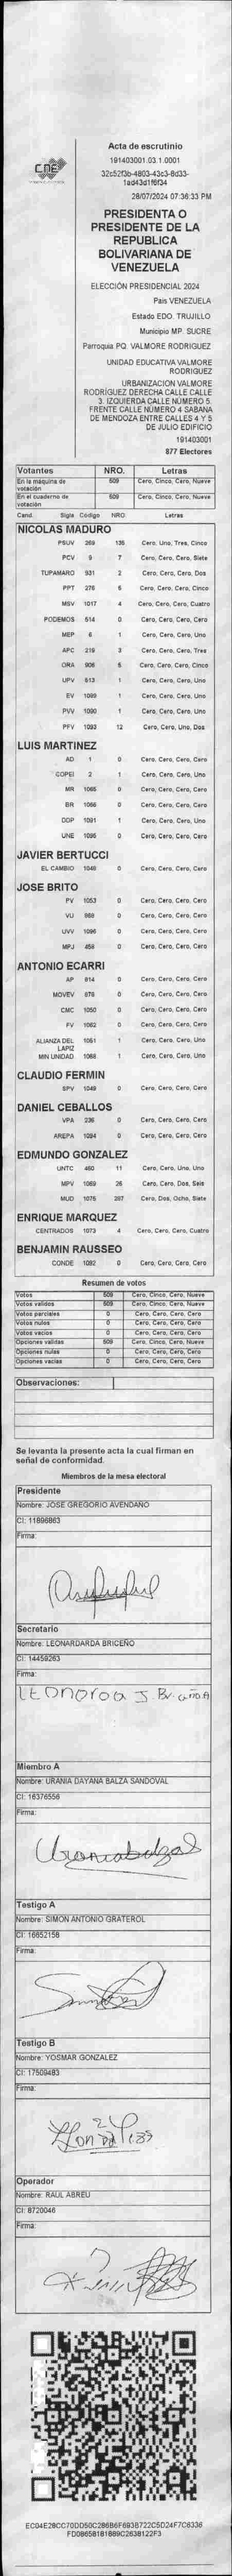 CNE
Acta de escrutinio
191403001.03.1.0001
32c52f3b-4803-43c3-8d33-
1ad43d1f6f34
28/07/2024 07:36:33 PM
PRESIDENTA O
PRESIDENTE DE LA
REPUBLICA
BOLIVARIANA DE
VENEZUELA
ELECCIÓN PRESIDENCIAL 2024
Pais VENEZUELA
Estado EDO. TRUJILLO
Municipio MP. SUCRE
Parroquia PQ. VALMORE RODRIGUEZ
UNIDAD EDUCATIVA VALMORE
RODRIGUEZ
URBANIZACION VALMORE
RODRIGUEZ DERECHA CALLE CALLE
3. IZQUIERDA CALLE NUMERO 5.
FRENTE CALLE NUMERO 4 SABANA
DE MENDOZA ENTRE CALLES 4 Y 5
DE JULIO EDIFICIO
191403001
877 Electores
Votantes NRO. Letras
En la maquina de votación 509 Cero, Cinco, Cero, Nueve
En el cuaderno de votación 509 Cero, Cinco, Cero, Nueve
Cand. Sigla Código NRO. Letras
NICOLAS MADURO
PSUV 269 135 Cero, Uno, Tres, Cinco
PCV 9 7 Cero, Cero, Cero, Siete
TUPAMARO 931 2 Cero, Cero, Cero, Dos
PPT 276 5 Cero, Cero, Cero, Cinco
MSV 1017 4 Cero, Cero, Cero, Cuatro
PODEMOS 514 0 Cero, Cero, Cero, Cero
MEP 6 1 Cero, Cero, Cero, Uno
APC 219 3 Cero, Cero, Cero, Tres
ORA 906 5 Cero, Cero, Cero, Cinco
UPV 513 1 Cero, Cero, Cero, Uno
EV 1089 1 Cero, Cero, Cero, Uno
PVV 1090 1 Cero, Cero, Cero, Uno
PFV 1093 12 Cero, Cero, Uno, Dos
LUIS MARTINEZ
AD 1 0 Cero, Cero, Cero, Cero
COPEI 2 1 Cero, Cero, Cero, Uno
MR 1065 0 Cero, Cero, Cero, Cero
BR 1056 0 Cero, Cero, Cero, Cero
DDP 1091 1 Cero, Cero, Cero, Uno
UNE 1095 0 Cero, Cero, Cero, Cero
JAVIER BERTUCCI
EL CAMBIO 1048 0 Cero, Cero, Cero, Cero
JOSE BRITO
PV 1053 0 Cero, Cero, Cero, Cero
VU 988 0 Cero, Cero, Cero, Cero
UVV 1096 0 Cero, Cero, Cero, Cero
MPJ 458 0 Cero, Cero, Cero, Cero
ANTONIO ECARRI
AP 914 0 Cero, Cero, Cero, Cero
MOVEV 978 0 Cero, Cero, Cero, Cero
CMC 1050 0 Cero, Cero, Cero, Cero
FV 1062 0 Cero, Cero, Cero, Cero
ALIANZA DEL LAPIZ 1051 1 Cero, Cero, Cero, Uno
MIN UNIDAD 1068 1 Cero, Cero, Cero, Uno
CLAUDIO FERMIN
SPV 1049 0 Cero, Cero, Cero, Cero
DANIEL CEBALLOS
VPA 236 0 Cero, Cero, Cero, Cero
AREPA 1094 0 Cero, Cero, Cero, Cero
EDMUNDO GONZALEZ
UNTC 460 11 Cero, Cero, Uno, Uno
MPV 1069 26 Cero, Cero, Dos, Seis
MUD 1075 287 Cero, Dos, Ocho, Siete
ENRIQUE MARQUEZ
CENTRADOS 1073 4 Cero, Cero, Cero, Cuatro
BENJAMIN RAUSSEO
CONDE 1092 0 Cero, Cero, Cero, Cero
Resumen de votos
Votos 509 Cero, Cinco, Cero, Nueve
Votos validos 509 Cero, Cinco, Cero, Nueve
Votos parciales 0 Cero, Cero, Cero, Cero
Votos nulos 0 Cero, Cero, Cero, Cero
Votos vacios 0 Cero, Cero, Cero, Cero
Opciones validas 509 Cero, Cinco, Cero, Nueve
Opciones nulas 0 Cero, Cero, Cero, Cero
Opciones vacias 0 Cero, Cero, Cero, Cero
Observaciones:
Se levanta la presente acta la cual firman en
señal de conformidad.
Miembros de la mesa electoral
Presidente
Nombre: JOSE GREGORIO AVENDAÑO
CI: 11896863
Firma:
Secretario
Nombre: LEONARDARDA BRICEÑO
CI: 14459263
Firma:
Miembro A
Nombre: URANIA DAYANA BALZA SANDOVAL
CI: 16376556
Firma:
Testigo A
Nombre: SIMON ANTONIO GRATEROL
CI: 16652158
Firma:
Testigo B
Nombre: YOSMAR GONZALEZ
CI: 17509483
Firma:
Operador
Nombre: RAUL ABREU
CI: 8720046
Firma:
EC04E28CC70DD50C286B6F693B722C5D24F7C6336
FD08658181889C2638122F3